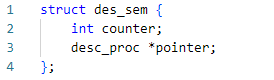 1 struct des_sem {
2     int counter;
3     desc_proc *pointer;
4 };